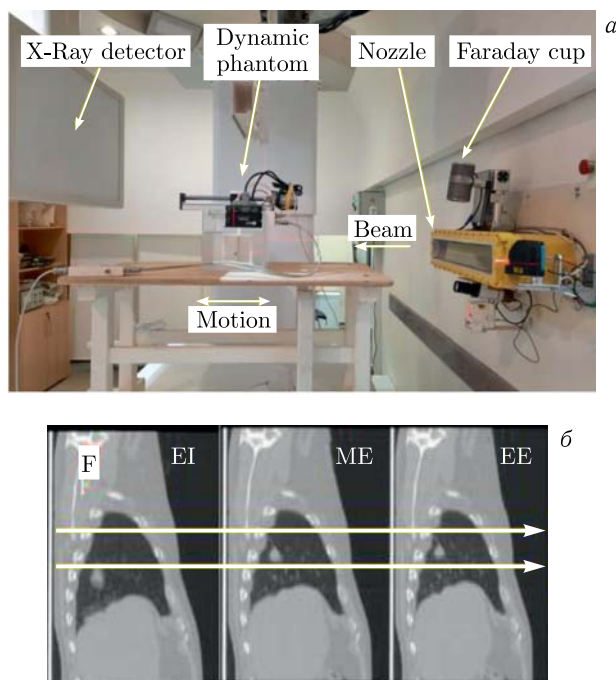 а
X-Ray detector
Dynamic
phantom
Nozzle
Faraday cup
Beam
Motion
б
F
EI
ME
EE